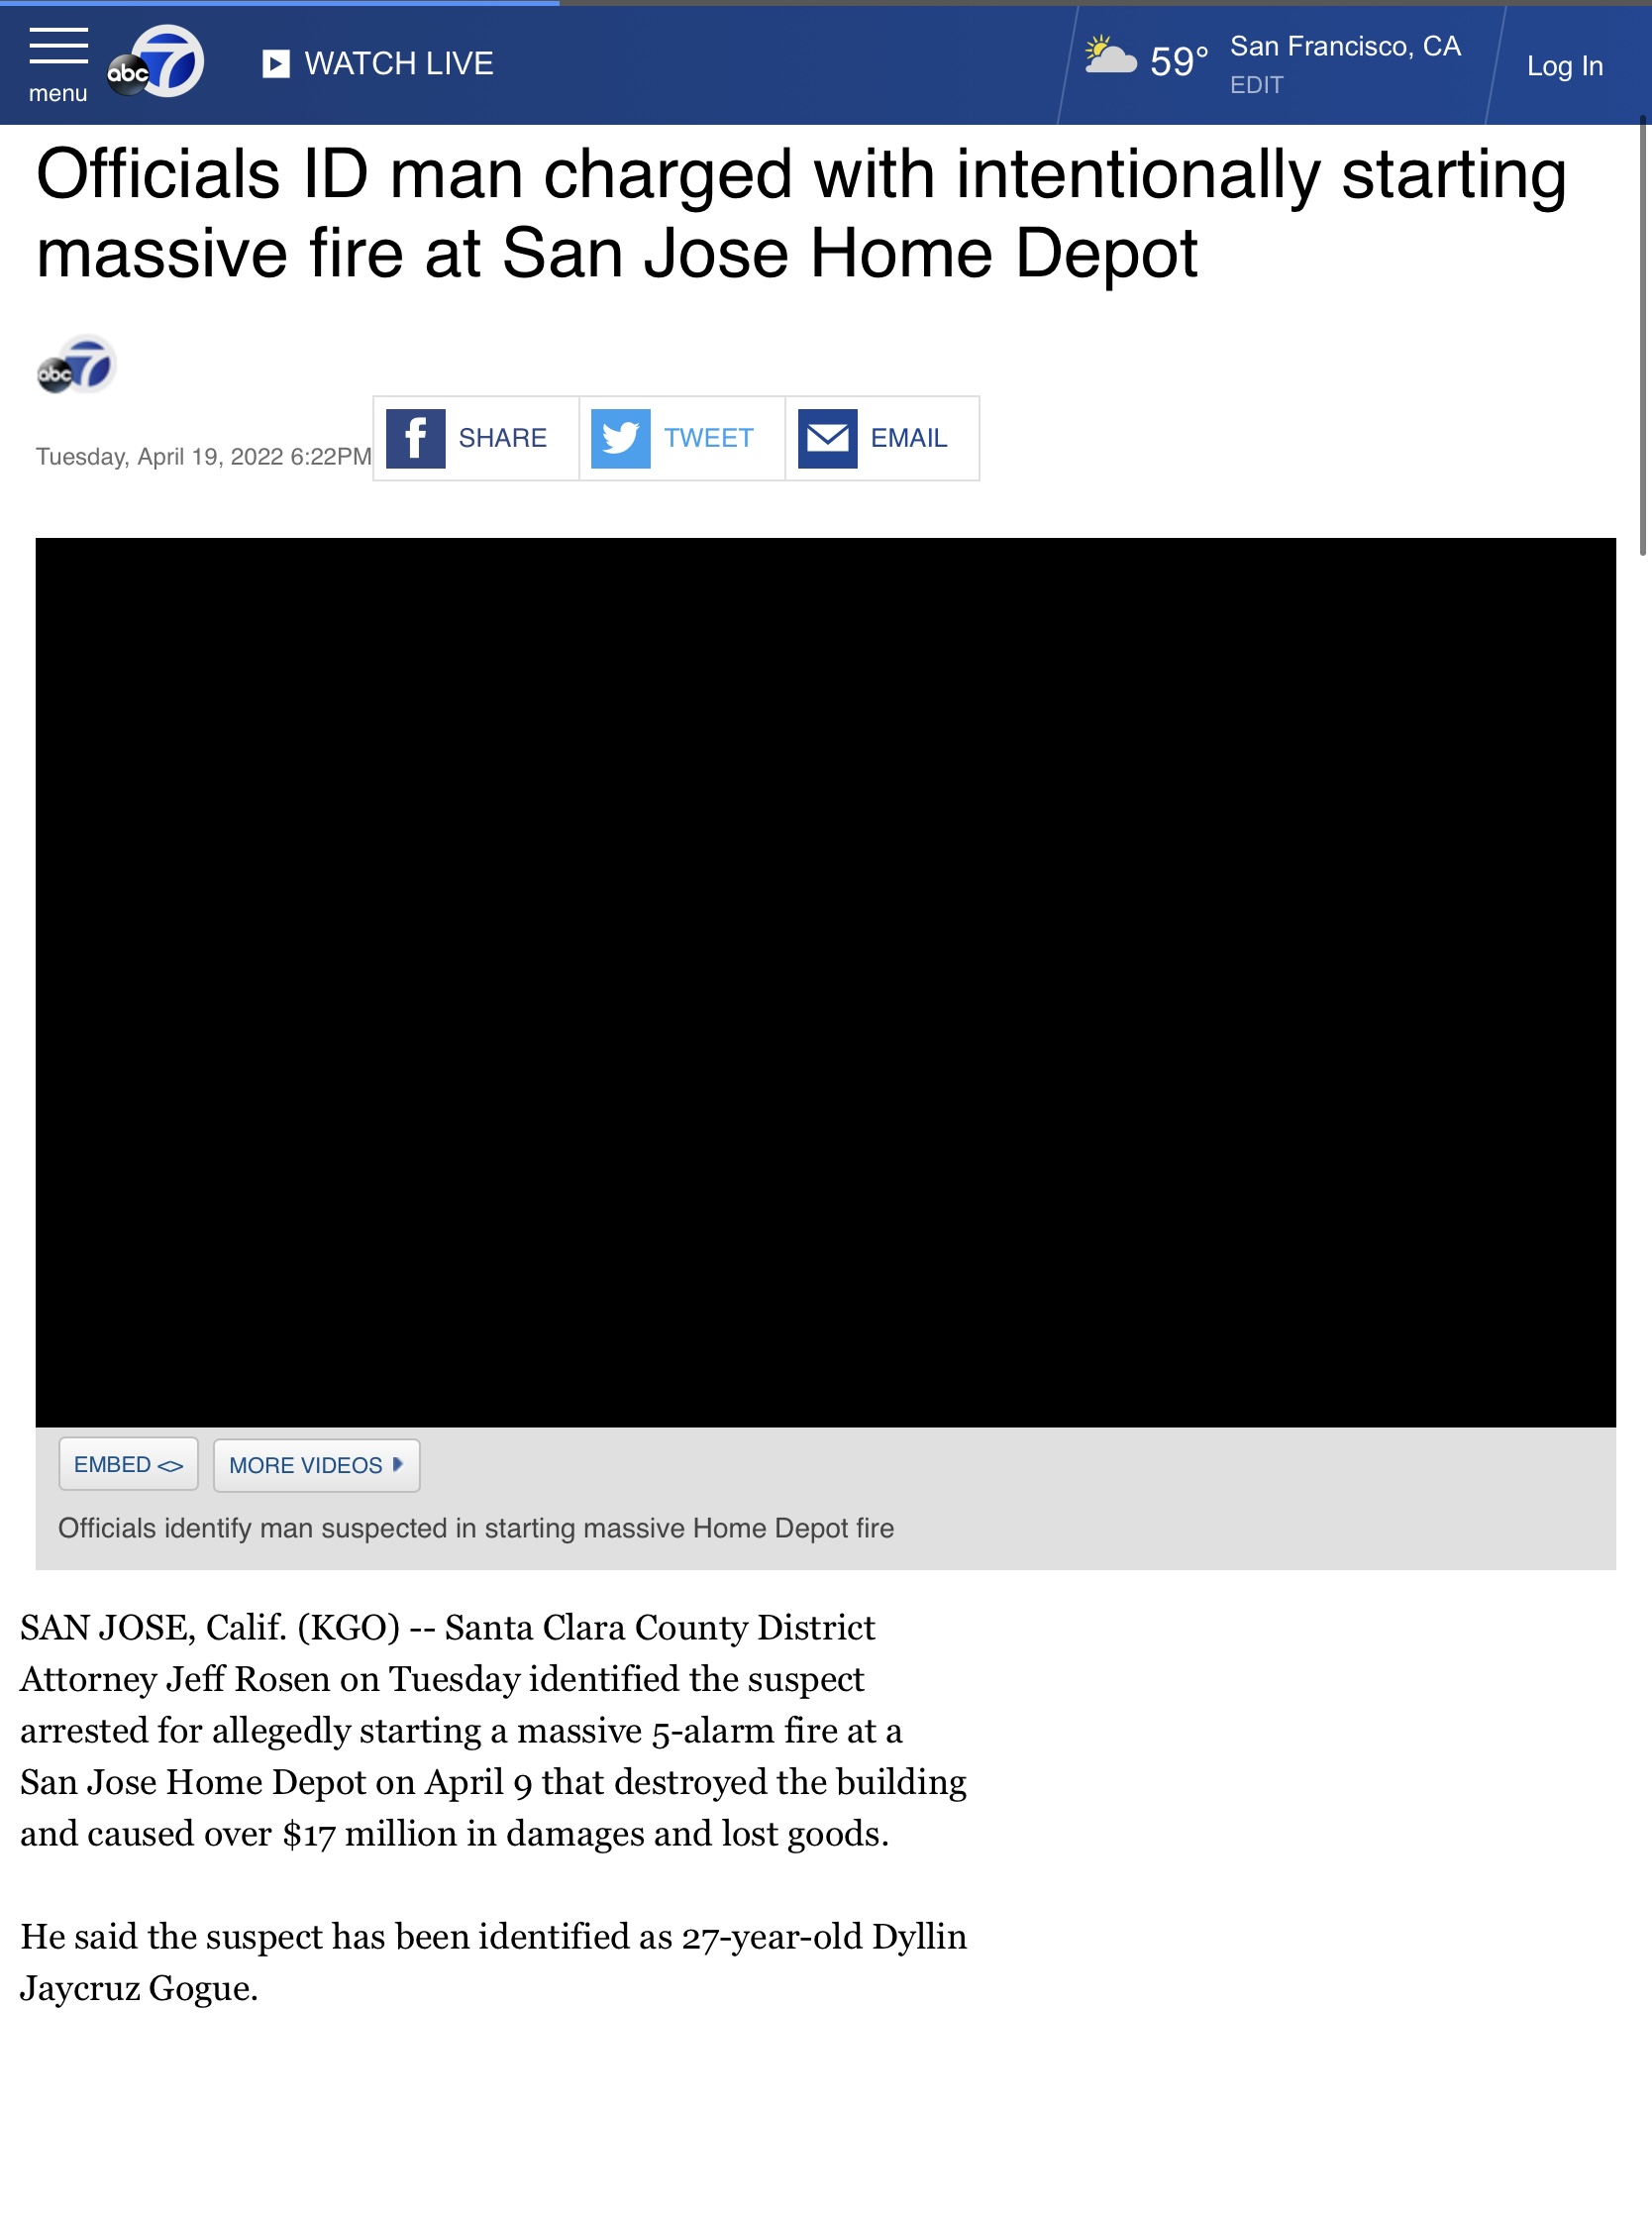 menu
abc 7
WATCH LIVE
59°
San Francisco, CA
EDIT
Log In
Officials ID man charged with intentionally starting
massive fire at San Jose Home Depot
abc 7
Tuesday, April 19, 2022 6:22PM
f SHARE
TWEET
EMAIL
EMBED <>
MORE VIDEOS
Officials identify man suspected in starting massive Home Depot fire
SAN JOSE, Calif. (KGO) -- Santa Clara County District
Attorney Jeff Rosen on Tuesday identified the suspect
arrested for allegedly starting a massive 5-alarm fire at a
San Jose Home Depot on April 9 that destroyed the building
and caused over $17 million in damages and lost goods.
He said the suspect has been identified as 27-year-old Dyllin
Jaycruz Gogue.